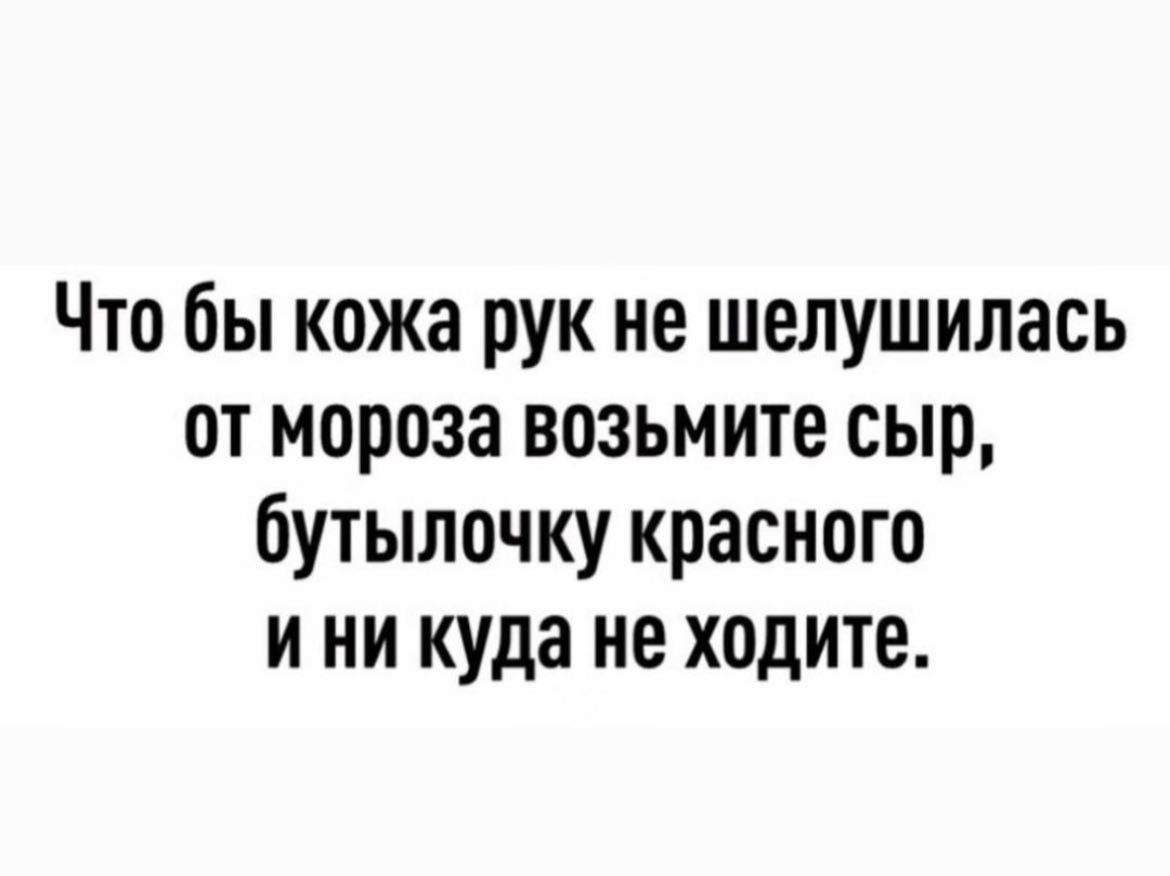 Что бы кожа рук не шелушилась
от мороза возьмите сыр,
бутылочку красного
и ни куда не ходите.